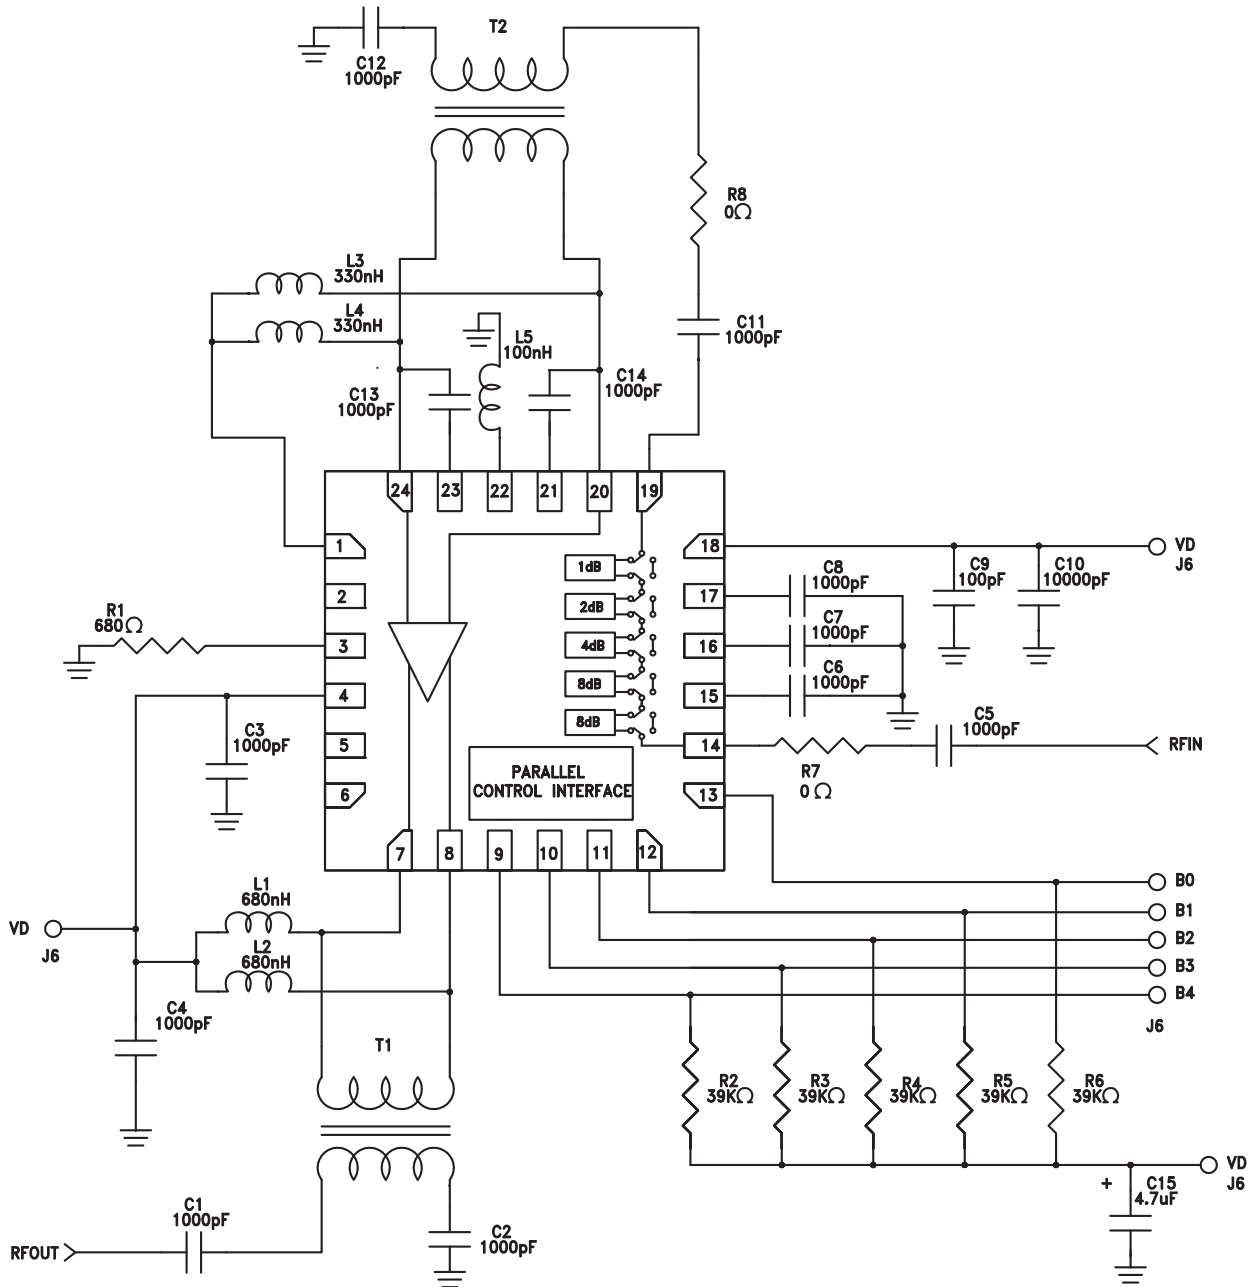 T2
C12
1000pF
R8
0Ω
L3
330nH
L4
330nH
C11
1000pF
L5
100nH
C13
1000pF
C14
1000pF
24
23
22
21
20
19
1
18
VD
J6
1dB
C8
1000pF
C9
100pF
C10
10000pF
2
2dB
17
R1
680Ω
3
4dB
16
C7
1000pF
4
8dB
15
C6
1000pF
C3
1000pF
5
8dB
14
C5
1000pF
RFIN
R7
0 Ω
6
PARALLEL
CONTROL INTERFACE
13
7
8
9
10
11
12
L1
680nH
B0
B1
VD
J6
L2
680nH
B2
B3
B4
J6
C4
1000pF
T1
R2
39KΩ
R3
39KΩ
R4
39KΩ
R5
39KΩ
R6
39KΩ
VD
J6
+
C15
4.7uF
C1
1000pF
C2
1000pF
RFOUT